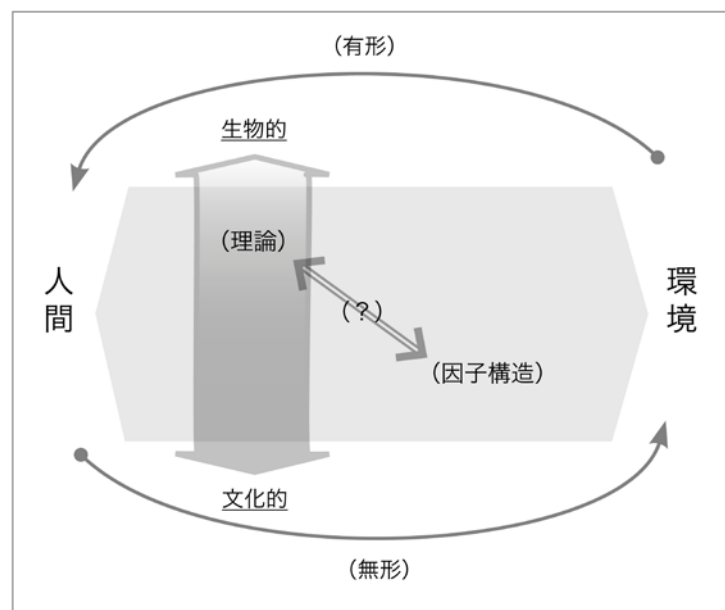 （有形）
生物的
（理論）
人間
環境
（？）
（因子構造）
文化的
（無形）